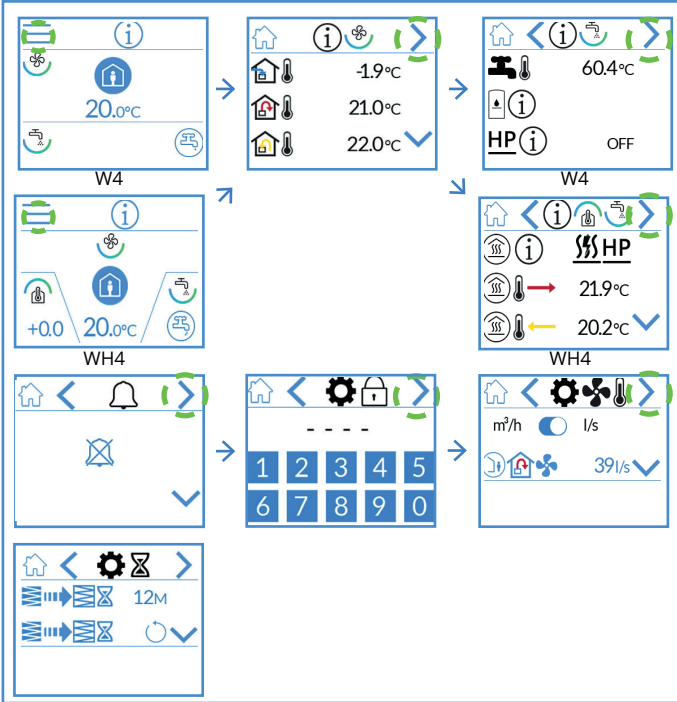 i
20.0°C
W4
i
-1.9°C
21.0°C
22.0°C
i
60.4°C
i
HP i
OFF
W4
i
+0.0
20.0°C
WH4
i
i
HP
21.9°C
20.2°C
WH4
- - - -
1 2 3 4 5
6 7 8 9 0
m³/h
l/s
39l/s
12M